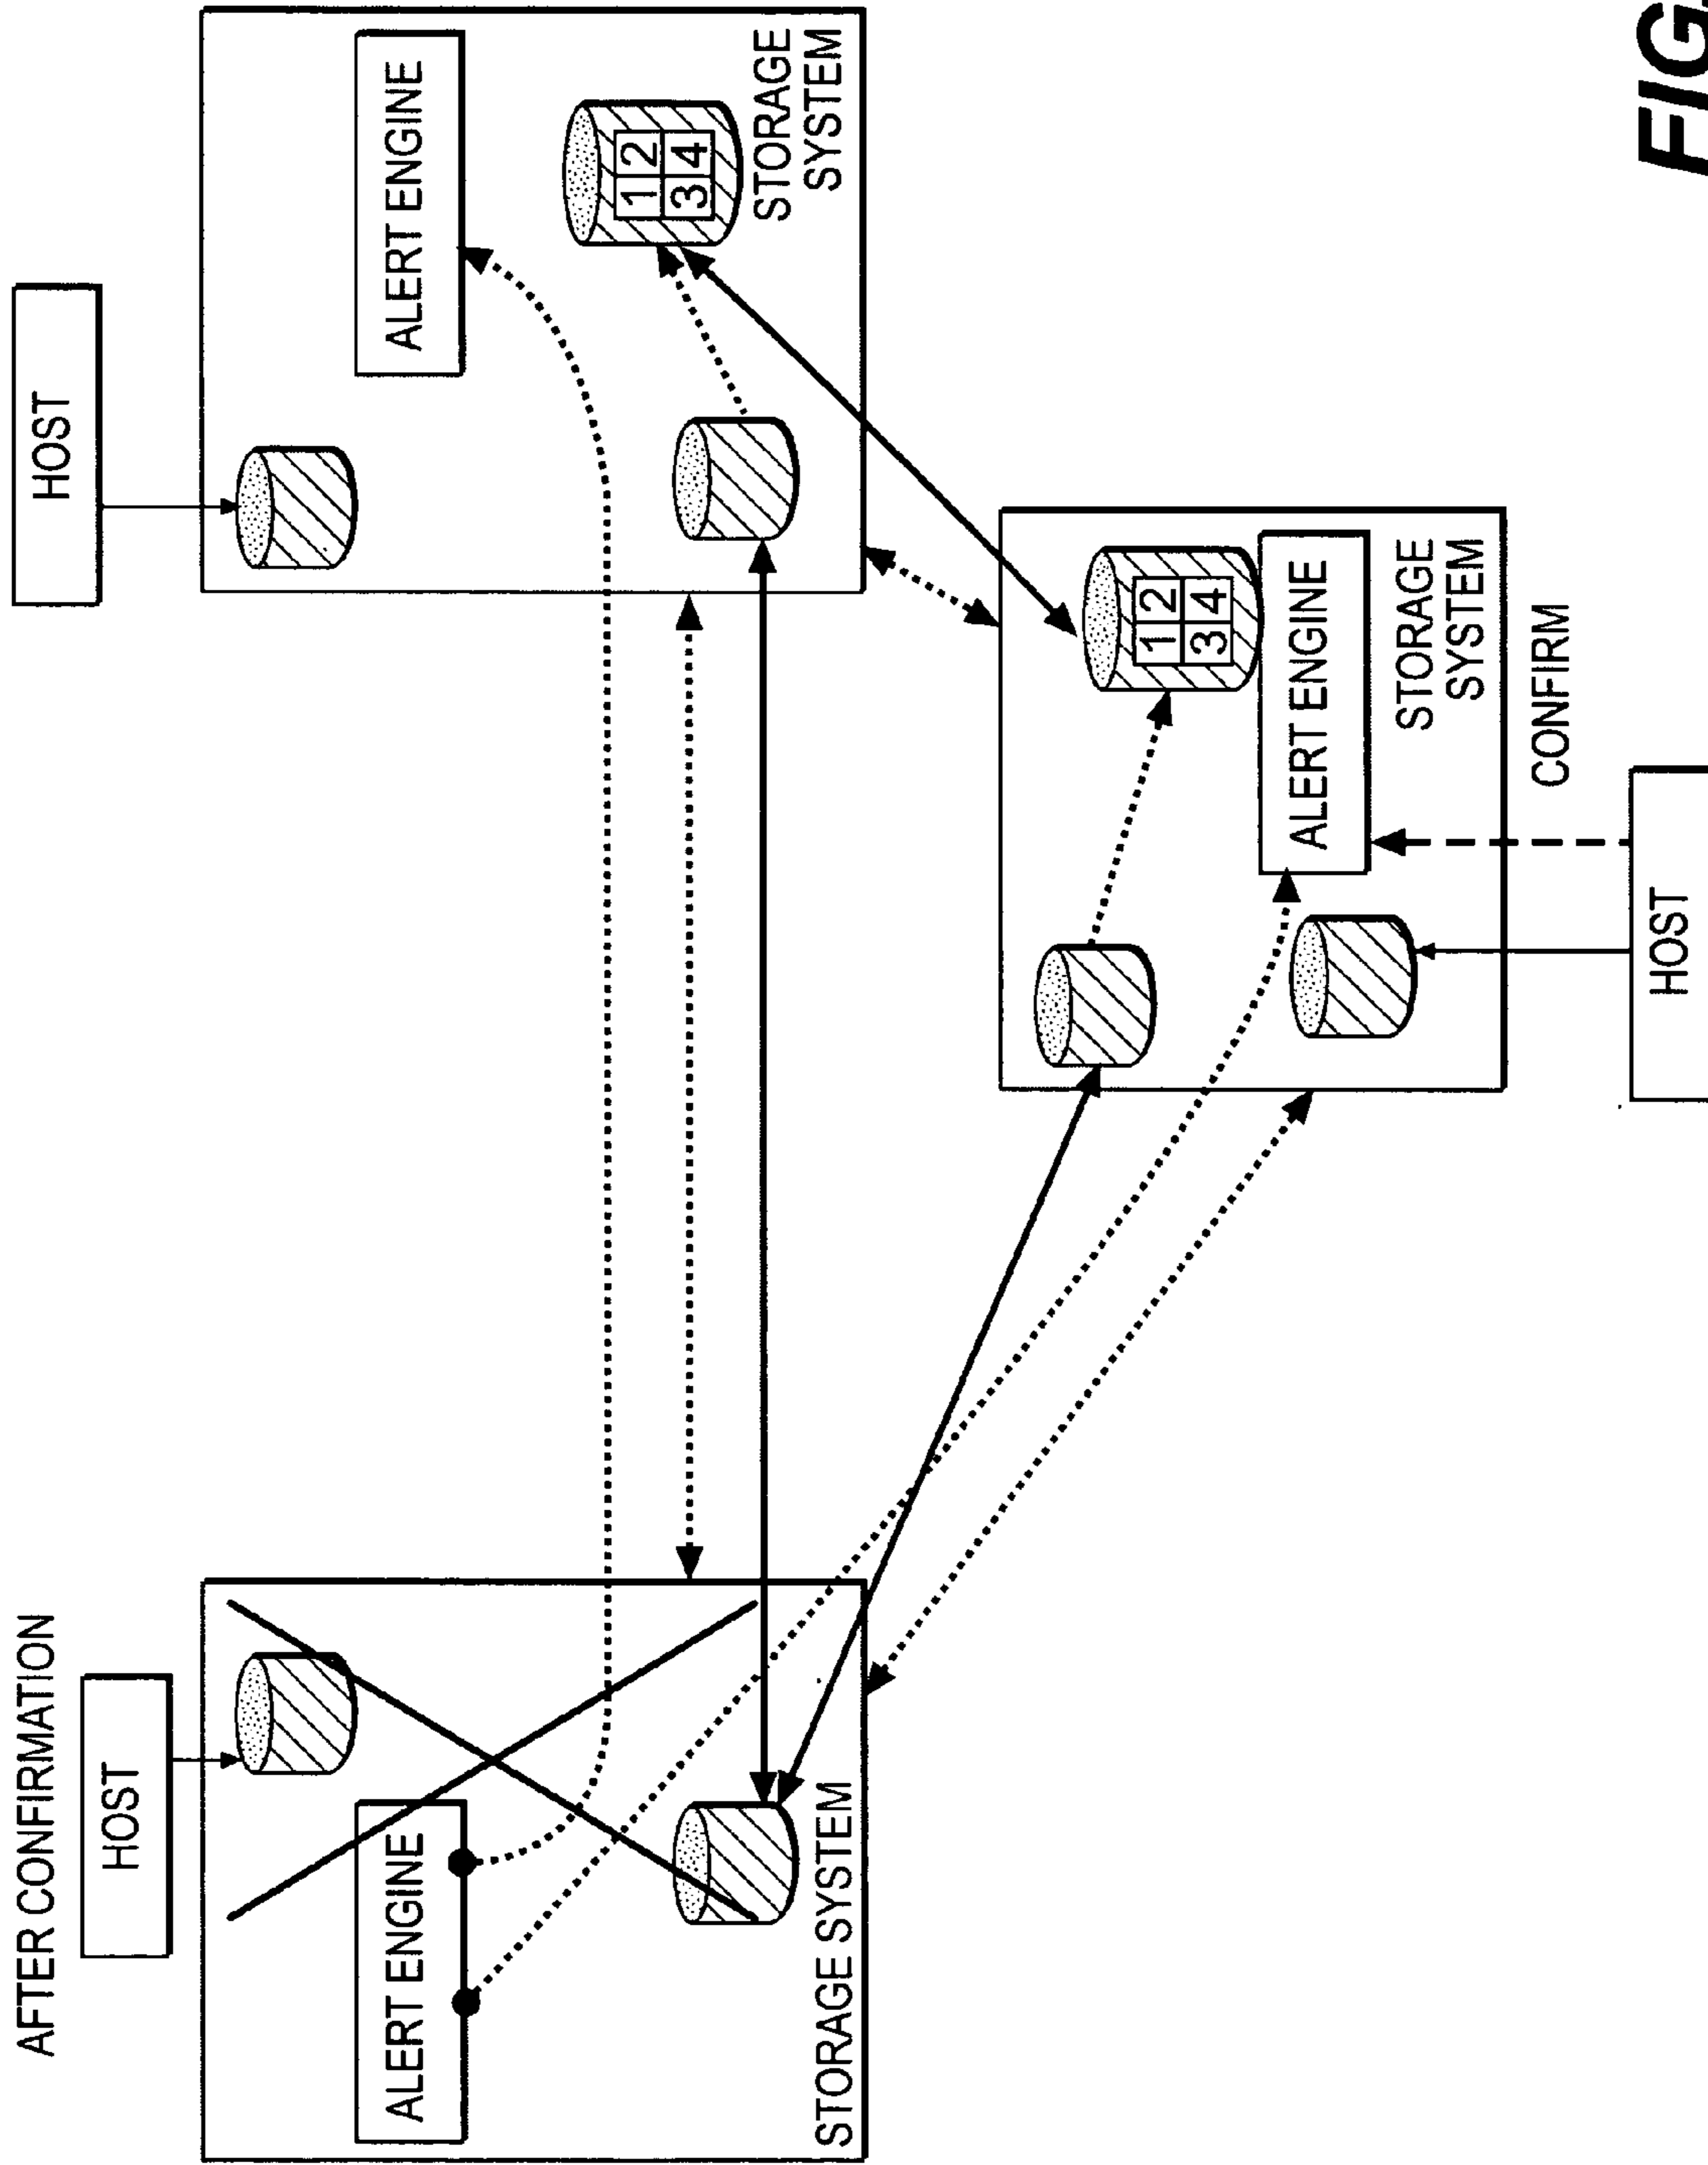 AFTER CONFIRMATION
HOST
ALERT ENGINE
STORAGE SYSTEM
HOST
ALERT ENGINE
1 2
3 4
STORAGE
SYSTEM
1 2
3 4
ALERT ENGINE
STORAGE
SYSTEM
CONFIRM
HOST
FIG.